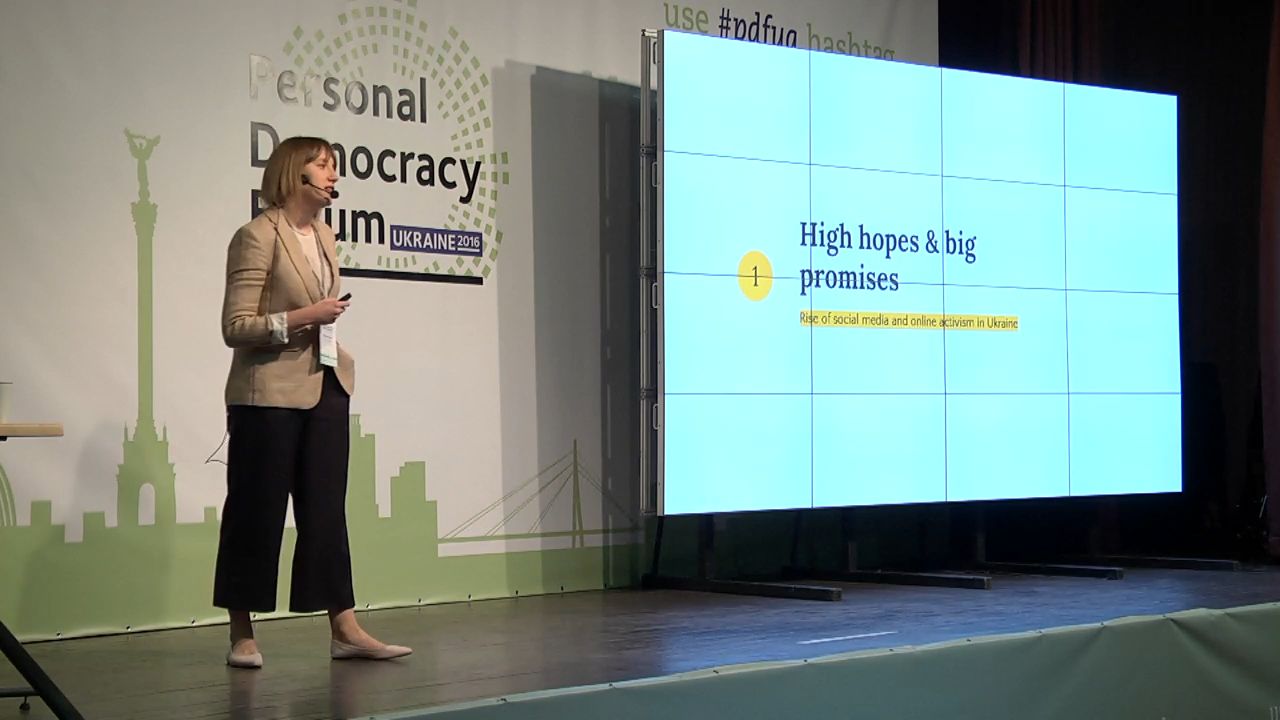 use #pdfua hashtag
Personal
Democracy
Forum
UKRAINE 2016
High hopes & big
promises
1
Rise of social media and online activism in Ukraine